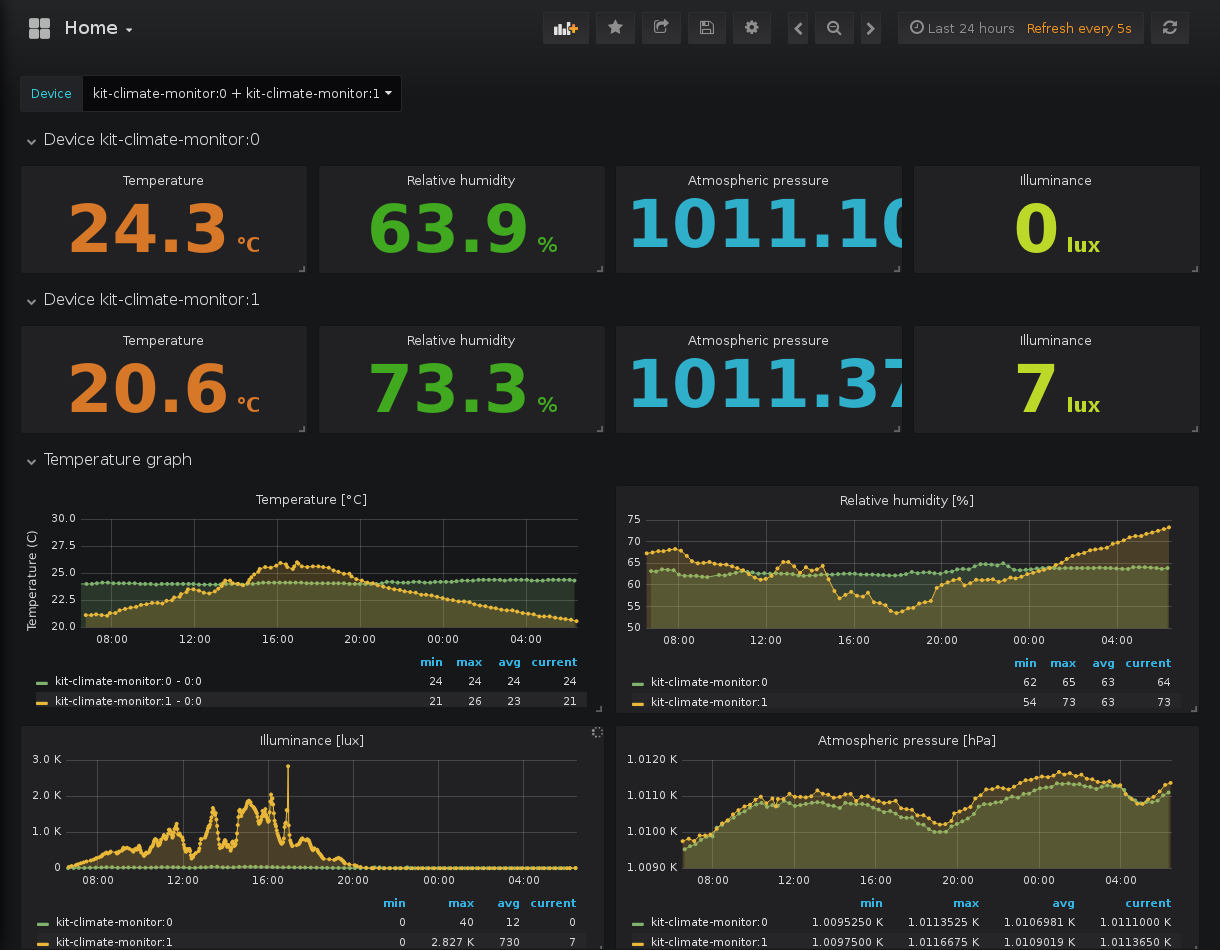 Home
Last 24 hours Refresh every 5s
Device kit-climate-monitor:0 + kit-climate-monitor:1
Device kit-climate-monitor:0
Temperature
24.3 °C
Relative humidity
63.9 %
Atmospheric pressure
1011.10
Illuminance
0 lux
Device kit-climate-monitor:1
Temperature
20.6 °C
Relative humidity
73.3 %
Atmospheric pressure
1011.37
Illuminance
7 lux
Temperature graph
Temperature [°C]
Temperature (C)
30.0
27.5
25.0
22.5
20.0
08:00 12:00 16:00 20:00 00:00 04:00
min max avg current
kit-climate-monitor:0 - 0:0 24 24 24 24
kit-climate-monitor:1 - 0:0 21 26 23 21
Relative humidity [%]
75
70
65
60
55
50
08:00 12:00 16:00 20:00 00:00 04:00
min max avg current
kit-climate-monitor:0 62 65 63 64
kit-climate-monitor:1 54 73 63 73
Illuminance [lux]
3.0 K
2.0 K
1.0 K
0
08:00 12:00 16:00 20:00 00:00 04:00
min max avg current
kit-climate-monitor:0 0 40 12 0
kit-climate-monitor:1 0 2.827 K 730 7
Atmospheric pressure [hPa]
1.0120 K
1.0110 K
1.0100 K
1.0090 K
08:00 12:00 16:00 20:00 00:00 04:00
min max avg current
kit-climate-monitor:0 1.0095250 K 1.0113525 K 1.0106981 K 1.0111000 K
kit-climate-monitor:1 1.0097500 K 1.0116675 K 1.0109019 K 1.0113650 K